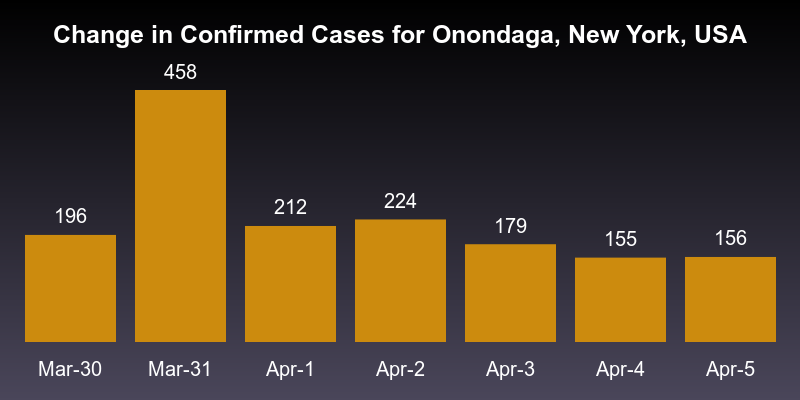 Change in Confirmed Cases for Onondaga, New York, USA
458
196
212
224
179
155
156
Mar-30
Mar-31
Apr-1
Apr-2
Apr-3
Apr-4
Apr-5